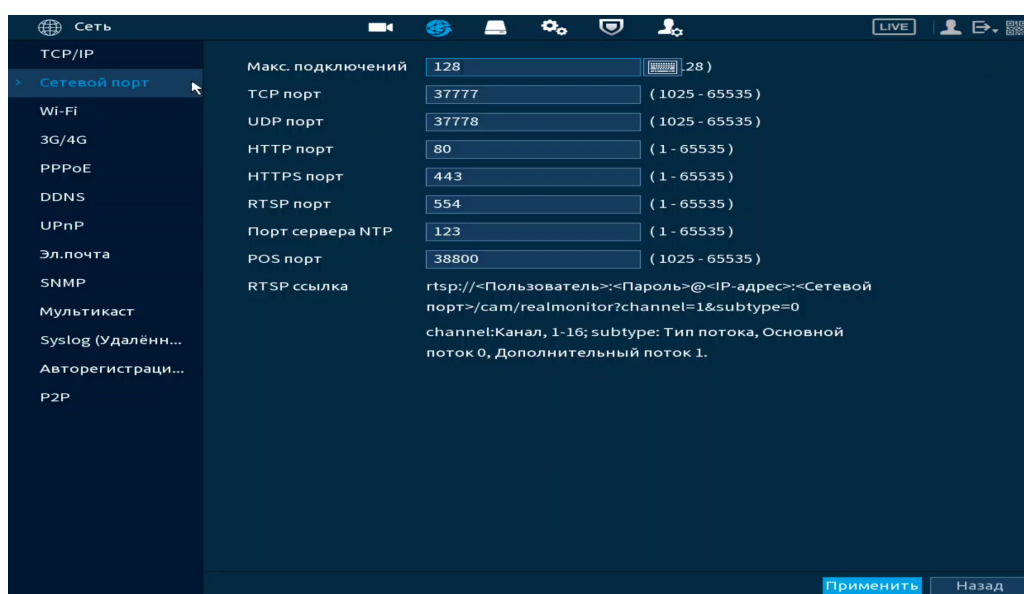 Сеть
LIVE
TCP/IP
Сетевой порт
Wi-Fi
3G/4G
PPPoE
DDNS
UPnP
Эл.почта
SNMP
Мультикаст
Syslog (Удалённ...
Авторегистраци...
P2P
Макс. подключений 128 .28 )
TCP порт 37777 ( 1025 - 65535 )
UDP порт 37778 ( 1025 - 65535 )
HTTP порт 80 ( 1 - 65535 )
HTTPS порт 443 ( 1 - 65535 )
RTSP порт 554 ( 1 - 65535 )
Порт сервера NTP 123 ( 1 - 65535 )
POS порт 38800 ( 1025 - 65535 )
RTSP ссылка rtsp://<Пользователь>:<Пароль>@<IP-адрес>:<Сетевой
порт>/cam/realmonitor?channel=1&subtype=0
channel:Канал, 1-16; subtype: Тип потока, Основной
поток 0, Дополнительный поток 1.
Применить
Назад